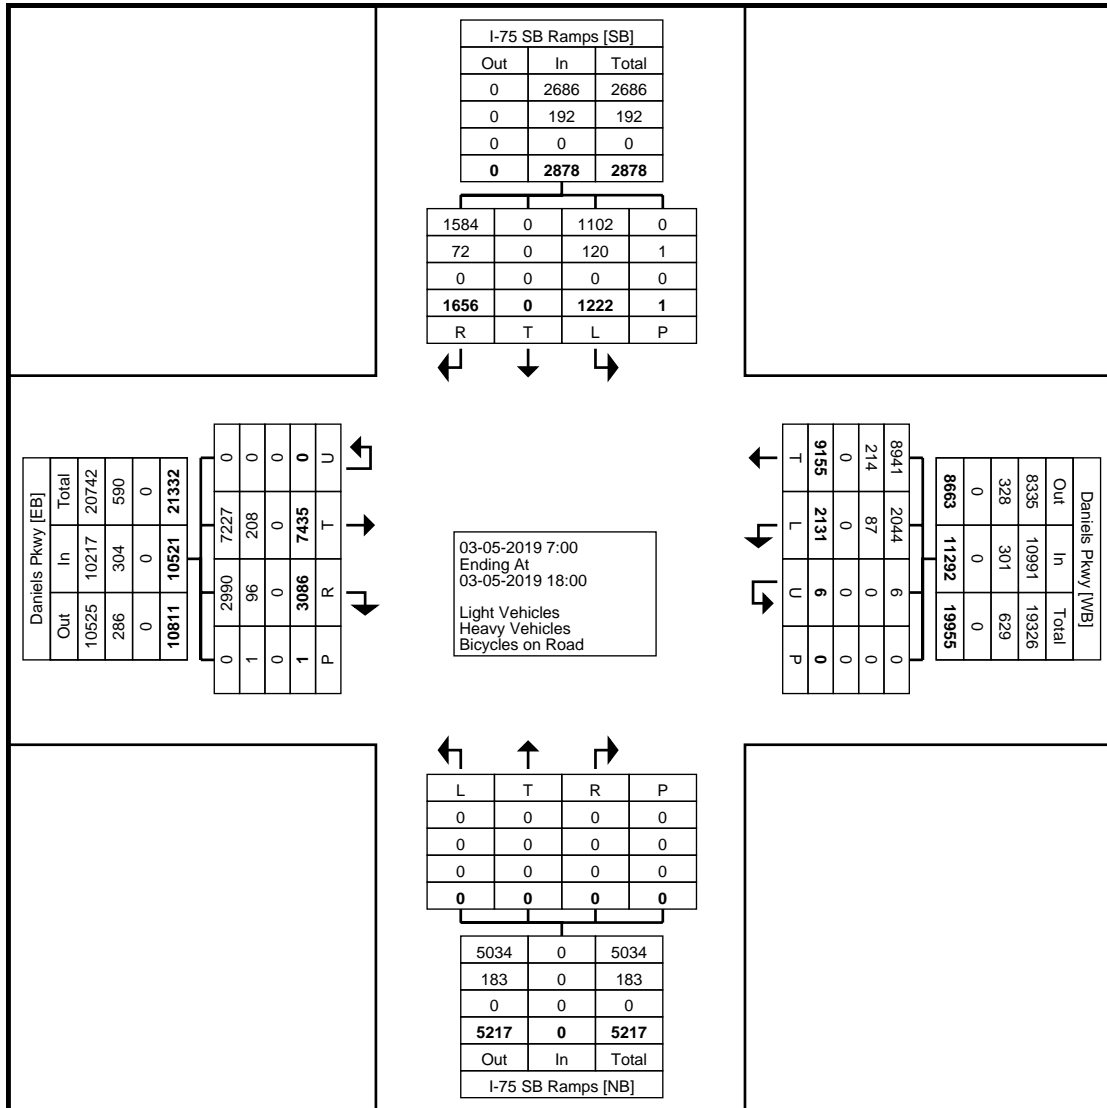 I-75 SB Ramps [SB]
Out In Total
0 2686 2686
0 192 192
0 0 0
0 2878 2878
1584 0 1102 0
72 0 120 1
0 0 0 0
1656 0 1222 1
R T L P
Daniels Pkwy [EB]
Total In Out
20742 10217 10525
590 304 286
0 0 0
21332 10521 10811
0 7227 2990 0
0 208 96 1
0 0 0 0
0 7435 3086 1
U T R P
03-05-2019 7:00
Ending At
03-05-2019 18:00
Light Vehicles
Heavy Vehicles
Bicycles on Road
Daniels Pkwy [WB]
Out In Total
8335 10991 19326
328 301 629
0 0 0
8663 11292 19955
8941 2044 6 0
214 87 0 0
0 0 0 0
9155 2131 6 0
T L U P
L T R P
0 0 0 0
0 0 0 0
0 0 0 0
0 0 0 0
5034 0 5034
183 0 183
0 0 0
5217 0 5217
Out In Total
I-75 SB Ramps [NB]